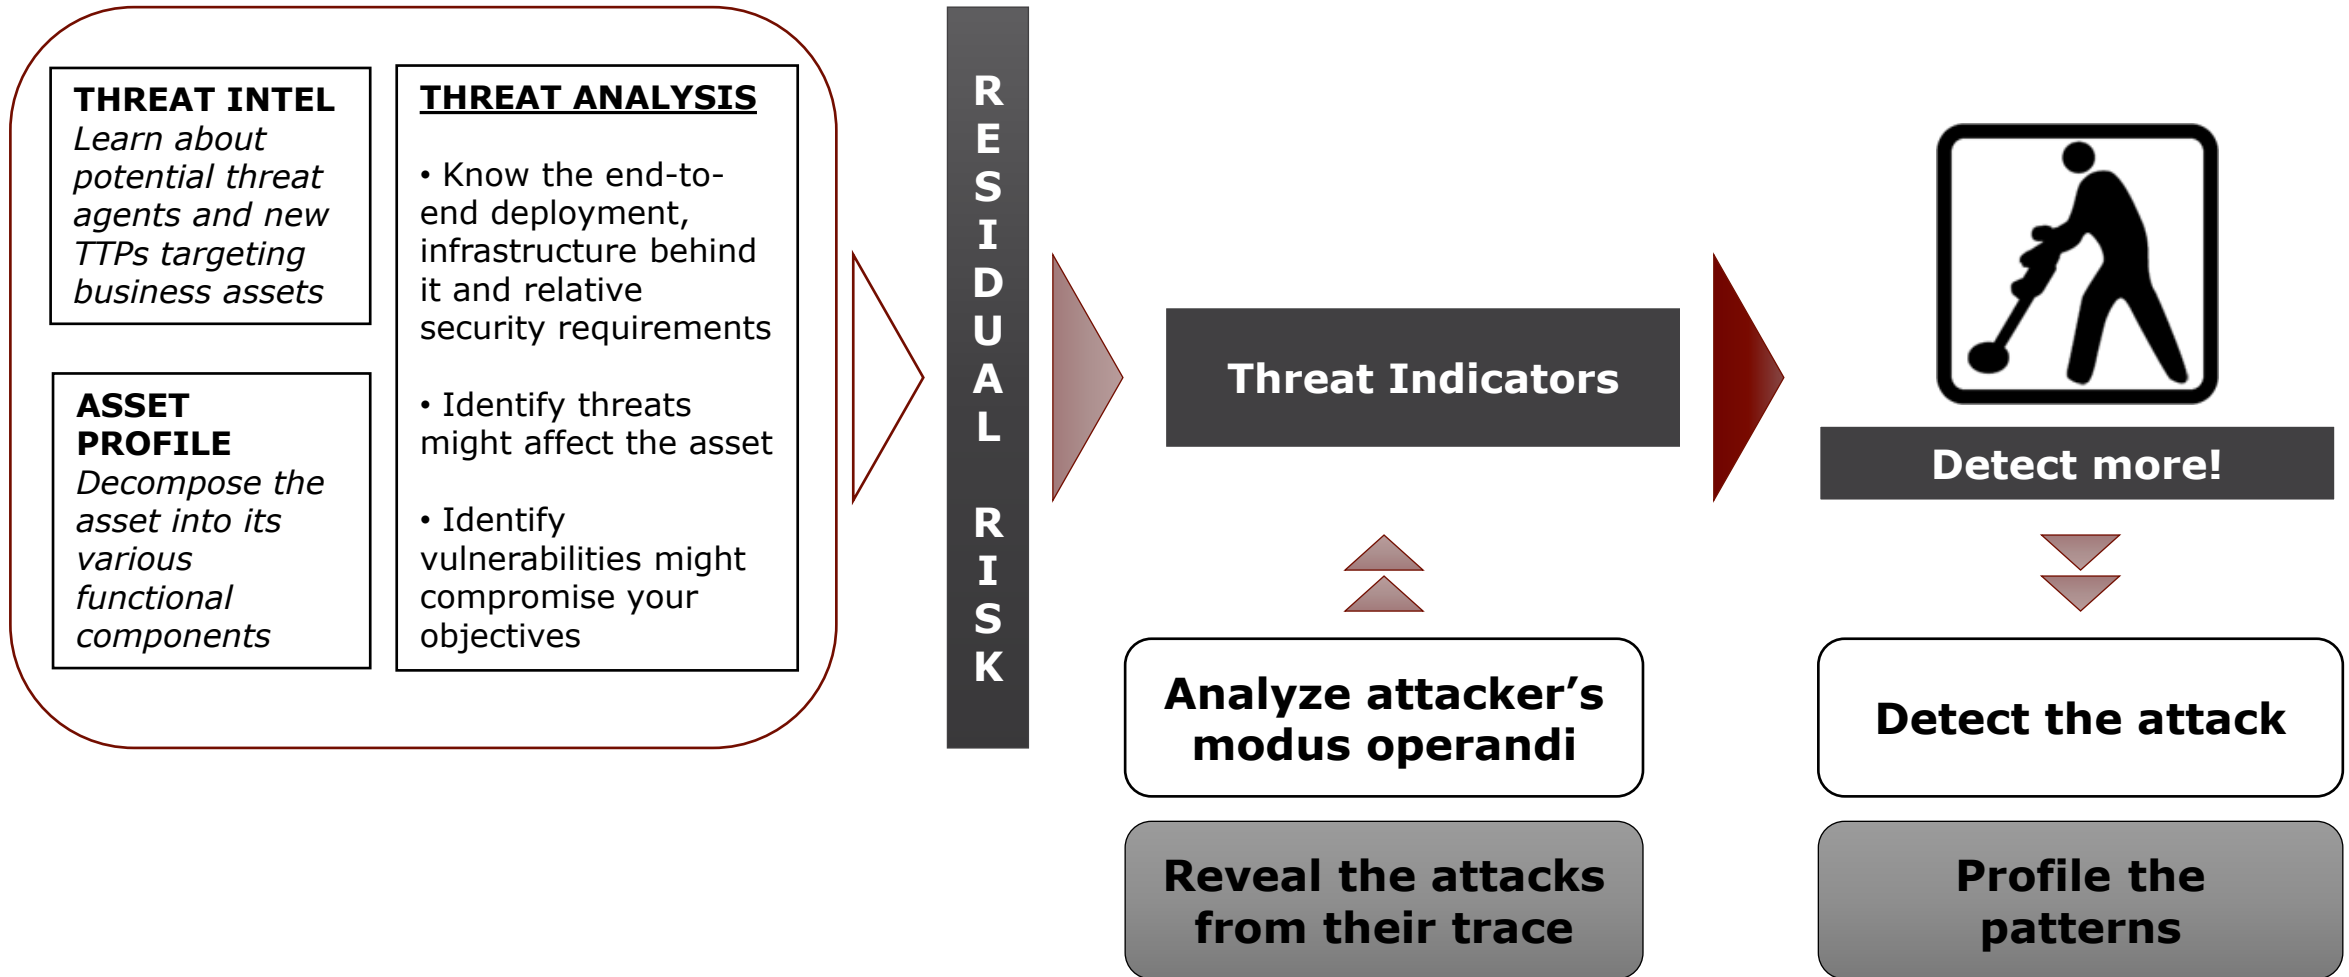 THREAT INTEL
Learn about
potential threat
agents and new
TTPs targeting
business assets
ASSET
PROFILE
Decompose the
asset into its
various
functional
components
THREAT ANALYSIS
• Know the end-to-
end deployment,
infrastructure behind
it and relative
security requirements
• Identify threats
might affect the asset
• Identify
vulnerabilities might
compromise your
objectives
RESIDUAL RISK
Threat Indicators
Analyze attacker’s
modus operandi
Reveal the attacks
from their trace
Detect more!
Detect the attack
Profile the
patterns